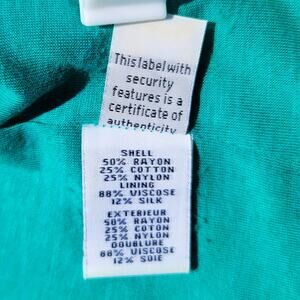 This label with
security
features is a
certificate of
authenticity
SHELL
50% RAYON
25% COTTON
25% NYLON
LINING
88% VISCOSE
12% SILK
EXTERIEUR
50% RAYON
25% COTON
25% NYLON
DOUBLURE
88% VISCOSE
12% SOIE